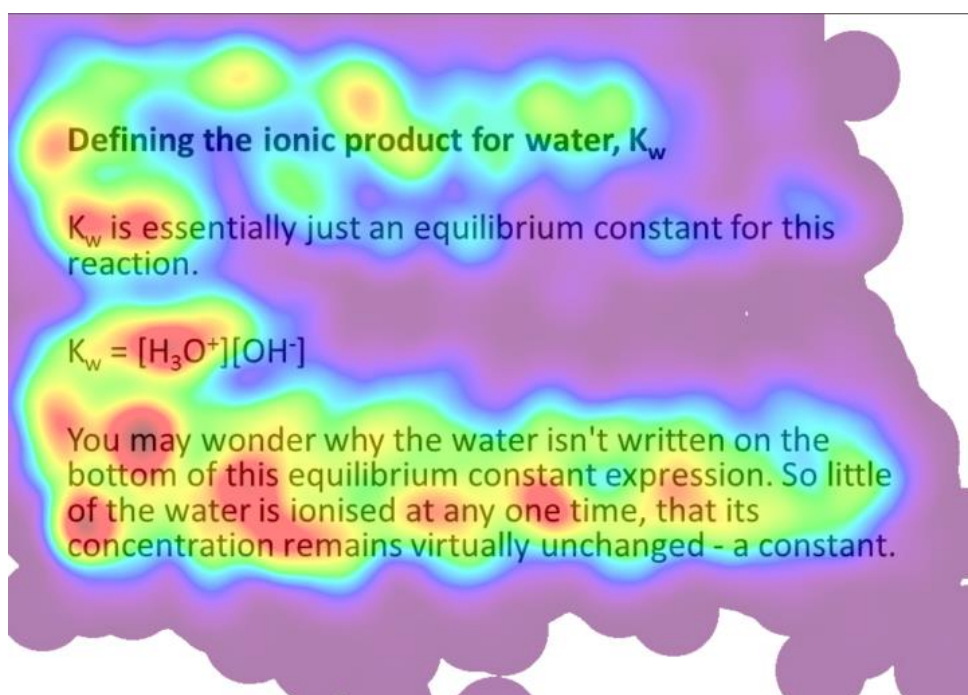 Defining the ionic product for water, Kw
Kw is essentially just an equilibrium constant for this
reaction.
Kw = [H₃O⁺][OH⁻]
You may wonder why the water isn't written on the
bottom of this equilibrium constant expression. So little
of the water is ionised at any one time, that its
concentration remains virtually unchanged - a constant.